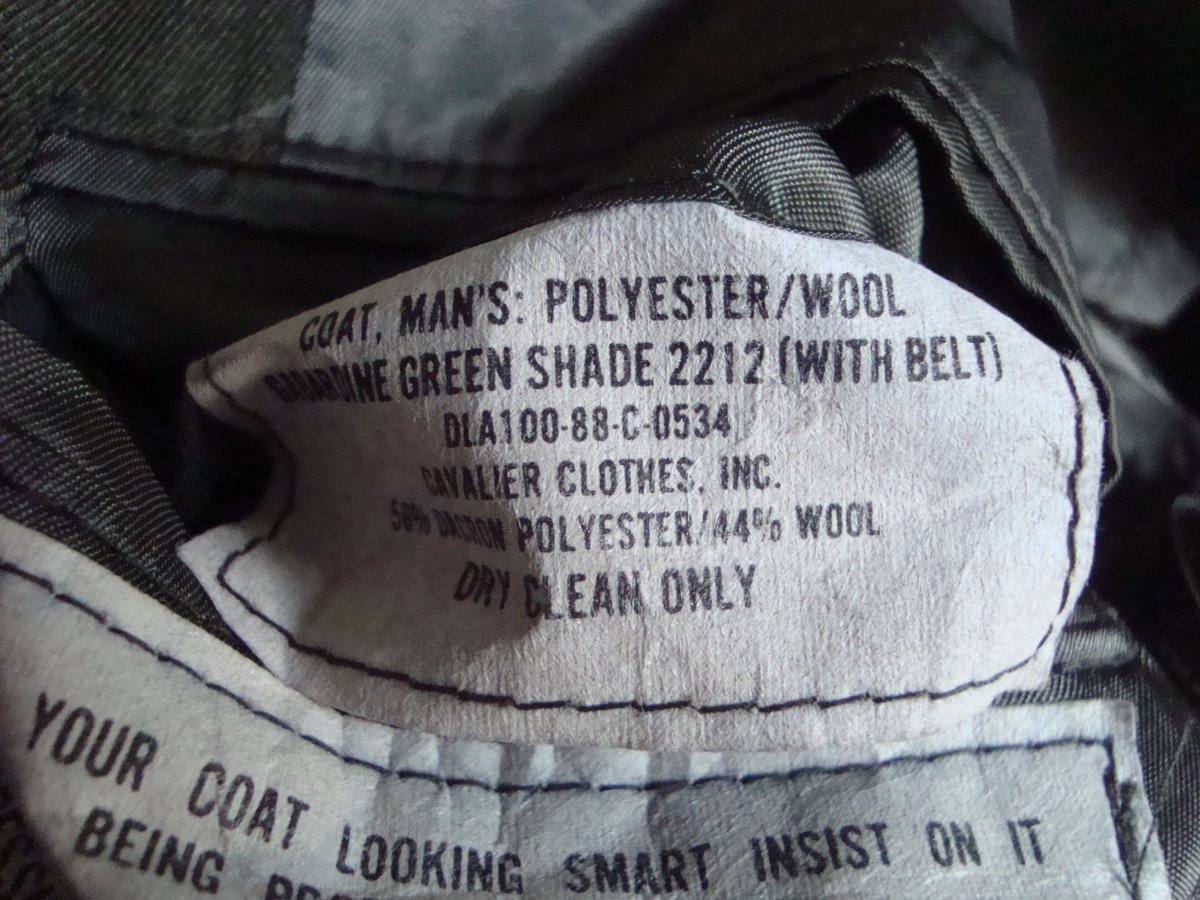 COAT, MAN'S: POLYESTER/WOOL
GABARDINE GREEN SHADE 2212 (WITH BELT)
DLA100-88-C-0534
CAVALIER CLOTHES, INC.
56% DACRON POLYESTER/44% WOOL
DRY CLEAN ONLY
YOUR COAT LOOKING SMART INSIST ON IT
BEING